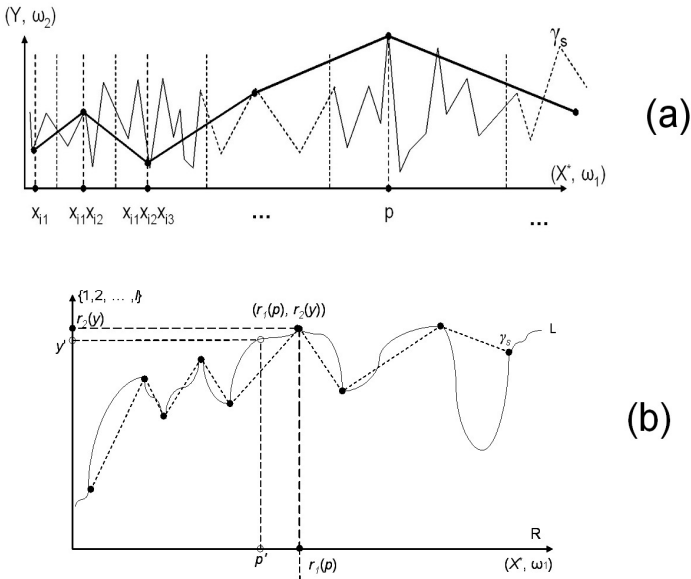 (Y, ω₂)
γₛ
(a)
(X*, ω₁)
xᵢ₁ xᵢ₁xᵢ₂ xᵢ₁xᵢ₂xᵢ₃ ... p ...
{1,2, ... ,l}
r₂(y) (r₁(p), r₂(y))
y' γₛ L
(b)
R
p' r₁(p) (X*, ω₁)